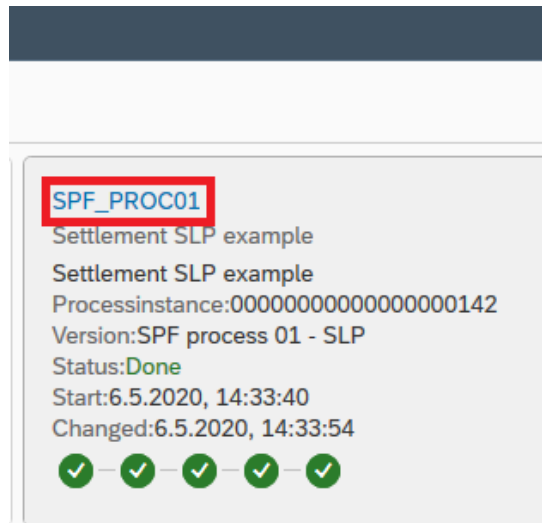 SPF_PROC01
Settlement SLP example
Settlement SLP example
Processinstance:00000000000000000142
Version:SPF process 01 - SLP
Status:Done
Start:6.5.2020, 14:33:40
Changed:6.5.2020, 14:33:54